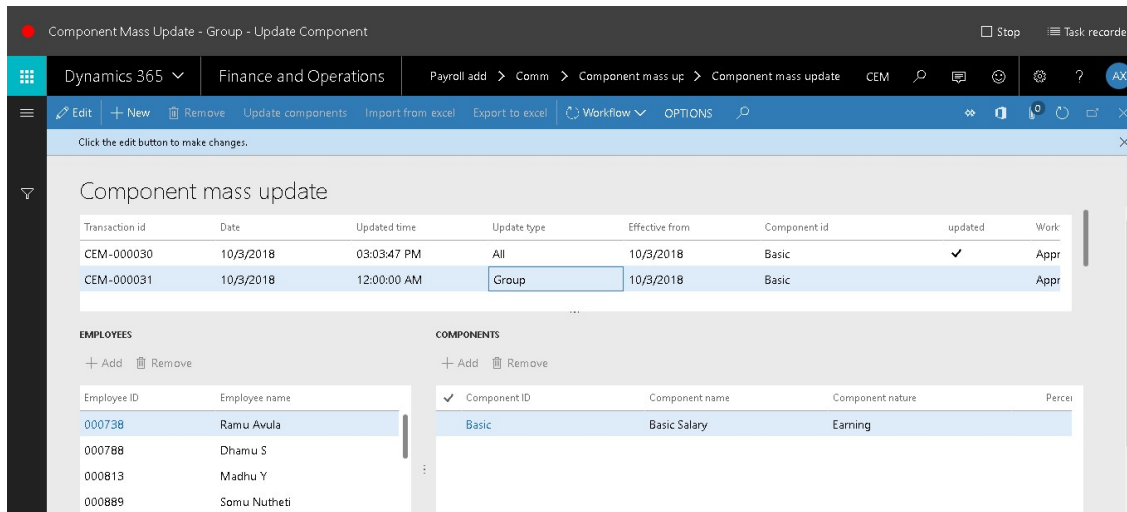 Component Mass Update - Group - Update Component Stop Task recorde
Dynamics 365 Finance and Operations Payroll add > Comm > Component mass up > Component mass update CEM ? AX
Edit + New Remove Update components Import from excel Export to excel Workflow OPTIONS 0
Click the edit button to make changes.
Component mass update
Transaction id Date Updated time Update type Effective from Component id updated Work
CEM-000030 10/3/2018 03:03:47 PM All 10/3/2018 Basic ✔ Appr
CEM-000031 10/3/2018 12:00:00 AM Group 10/3/2018 Basic Appr
EMPLOYEES COMPONENTS
+ Add Remove + Add Remove
Employee ID Employee name ✔ Component ID Component name Component nature Percer
000738 Ramu Avula Basic Basic Salary Earning
000788 Dhamu S
000813 Madhu Y
000889 Somu Nutheti